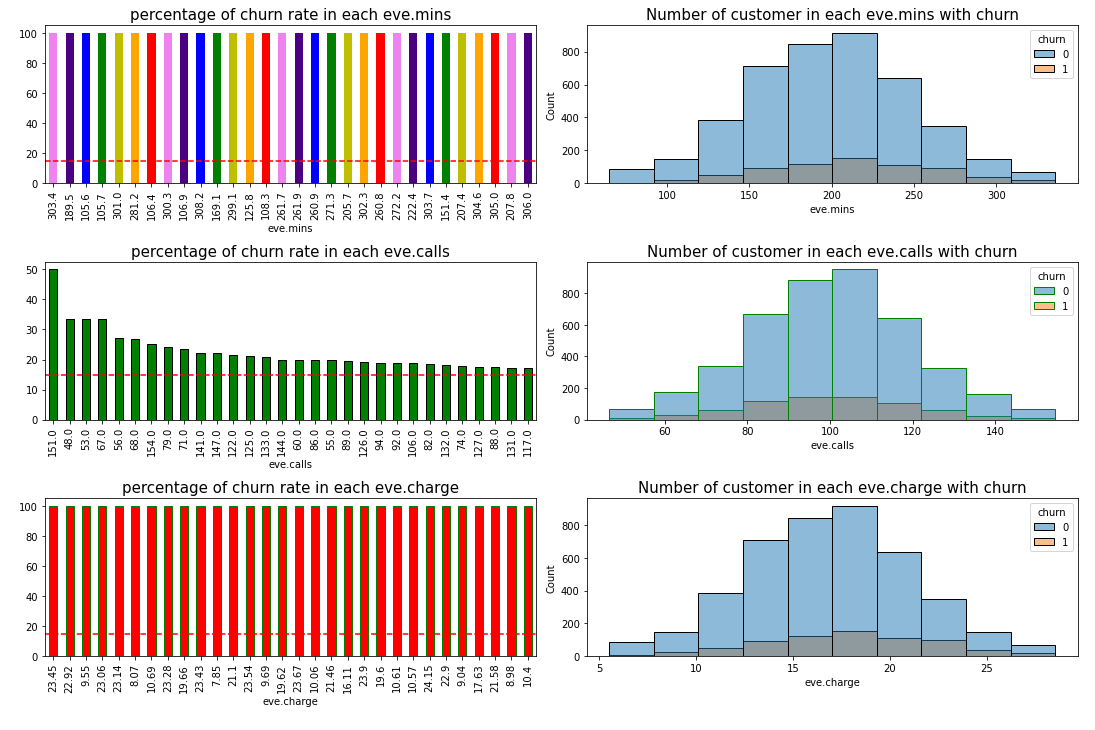 percentage of churn rate in each eve.mins
100
80
60
40
20
0
303.4 189.5 105.6 105.7 301.0 281.2 106.4 300.3 106.9 308.2 169.1 299.1 125.8 108.3 261.7 261.9 260.9 271.3 205.7 302.3 260.8 272.2 222.4 303.7 151.4 207.4 304.6 305.0 207.8 306.0
eve.mins
Number of customer in each eve.mins with churn
churn
0
1
Count
800
600
400
200
0
100 150 200 250 300
eve.mins
percentage of churn rate in each eve.calls
50
40
30
20
10
0
151.0 48.0 53.0 67.0 56.0 68.0 154.0 79.0 71.0 141.0 147.0 122.0 125.0 133.0 144.0 60.0 86.0 55.0 89.0 126.0 94.0 92.0 106.0 82.0 132.0 74.0 127.0 88.0 131.0 117.0
eve.calls
Number of customer in each eve.calls with churn
churn
0
1
Count
800
600
400
200
0
60 80 100 120 140
eve.calls
percentage of churn rate in each eve.charge
100
80
60
40
20
0
23.45 22.92 9.55 23.06 23.14 8.07 10.69 23.28 19.66 23.43 7.85 21.1 23.54 9.69 19.62 23.67 10.06 21.46 16.11 23.9 19.6 10.61 10.57 24.15 22.9 9.04 17.63 21.58 8.98 10.4
eve.charge
Number of customer in each eve.charge with churn
churn
0
1
Count
800
600
400
200
0
5 10 15 20 25
eve.charge